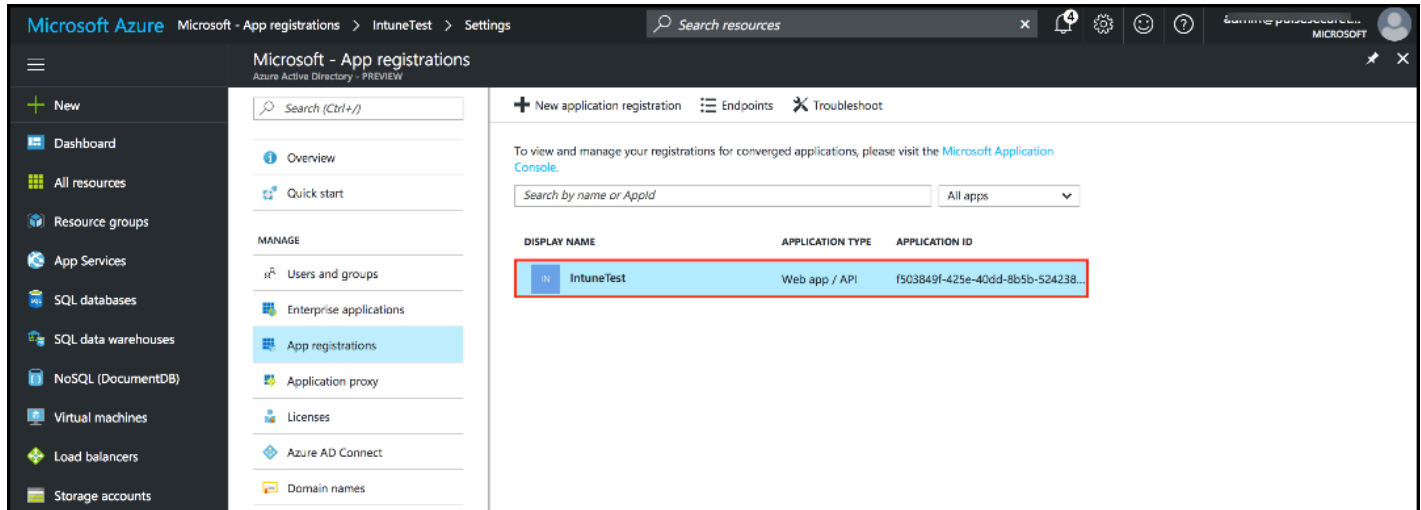 Microsoft Azure Microsoft - App registrations > IntuneTest > Settings Search resources 4
MICROSOFT
Microsoft - App registrations
Azure Active Directory - PREVIEW
New
Dashboard
All resources
Resource groups
App Services
SQL databases
SQL data warehouses
NoSQL (DocumentDB)
Virtual machines
Load balancers
Storage accounts
Search (Ctrl+/)
Overview
Quick start
MANAGE
Users and groups
Enterprise applications
App registrations
Application proxy
Licenses
Azure AD Connect
Domain names
New application registration Endpoints Troubleshoot
To view and manage your registrations for converged applications, please visit the Microsoft Application
Console.
Search by name or AppId All apps
DISPLAY NAME APPLICATION TYPE APPLICATION ID
IN IntuneTest Web app / API f503849f-425e-40dd-8b5b-524238...